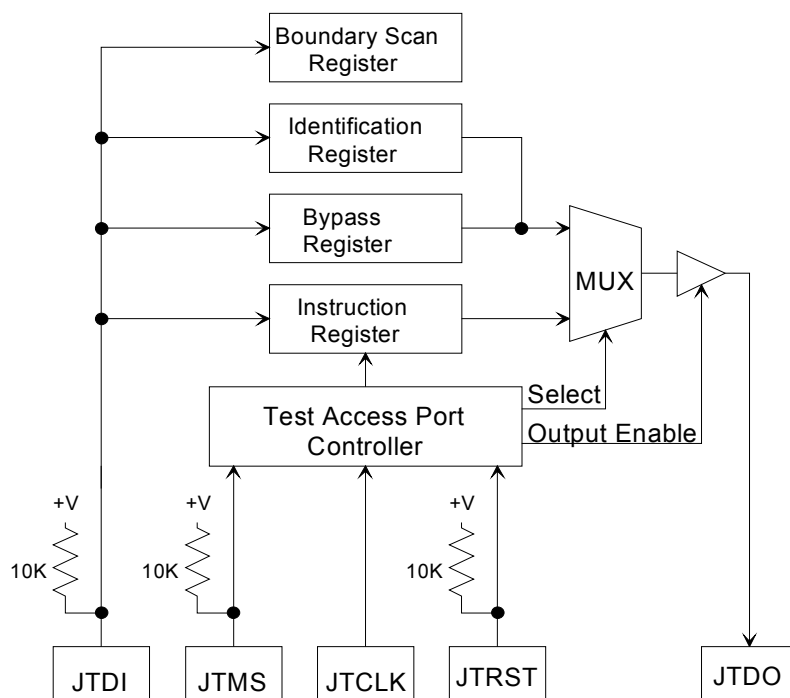 Boundary Scan
Register
Identification
Register
Bypass
Register
MUX
Instruction
Register
Select
Test Access Port
Controller
Output Enable
+V
+V
+V
10K
10K
10K
JTDI
JTMS
JTCLK
JTRST
JTDO